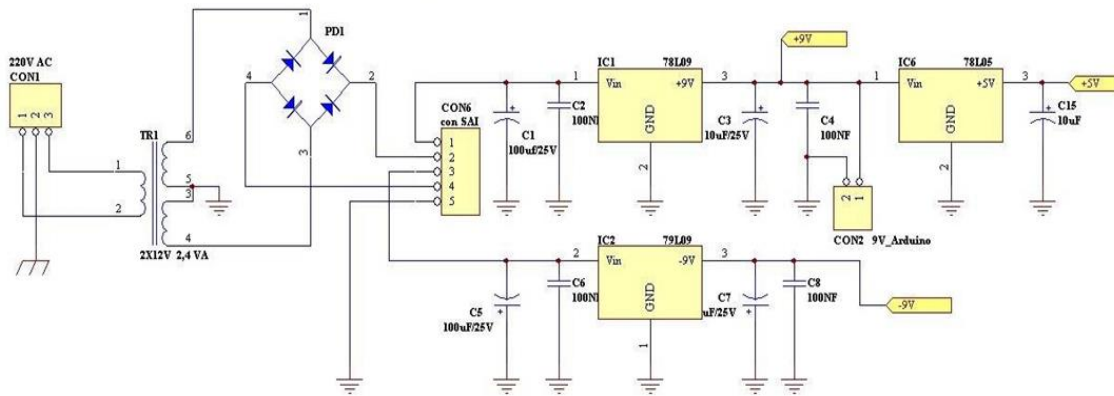 220V AC
CON1
1 2 3
TR1
1
2
6
5
3
4
2X12V 2,4 VA
PD1
1
4
2
3
CON6
con SAI
1
2
3
4
5
C1
100uf/25V
C2
100NF
IC1 78L09
1
Vin +9V
GND
3
2
+9V
C3
10uF/25V
C4
100NF
2 1
CON2 9V_Arduino
IC6 78L05
1
Vin +5V
GND
3
2
+5V
C15
10uF
C5
100uF/25V
C6
100NF
IC2 79L09
2
Vin -9V
GND
3
1
C7
uF/25V
C8
100NF
-9V